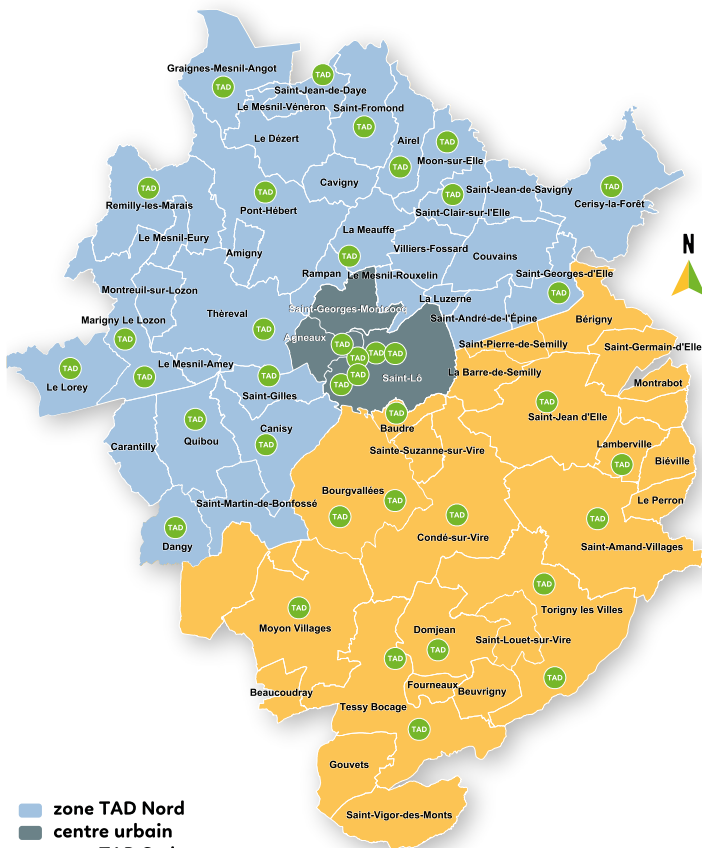 Graignes-Mesnil-Angot
TAD
TAD
Saint-Jean-de-Daye
Le Mesnil-Véneron
Saint-Fromond
TAD
Le Dézert
Airel
TAD
Moon-sur-Elle
TAD
Cavigny
TAD
Remilly-les-Marais
TAD
Pont-Hébert
TAD
Saint-Jean-de-Savigny
Saint-Clair-sur-l'Elle
TAD
Cerisy-la-Forêt
N
La Meauffe
Le Mesnil-Eury
Amigny
TAD
Villiers-Fossard
Couvains
Rampan
Le Mesnil-Rouxelin
Saint-Georges-d'Elle
TAD
Montreuil-sur-Lozon
La Luzerne
Saint-Georges-Montcocq
Thèreval
TAD
Marigny Le Lozon
TAD
Saint-André-de-l'Épine
Bérigny
Agneaux
TAD
TAD
TAD
TAD
TAD
TAD
Saint-Lô
Saint-Pierre-de-Semilly
Saint-Germain-d'Elle
Le Mesnil-Amey
TAD
TAD
Le Lorey
TAD
Saint-Gilles
La Barre-de-Semilly
Montrabot
TAD
Saint-Jean d'Elle
TAD
Baudre
TAD
Quibou
Canisy
TAD
Carantilly
Sainte-Suzanne-sur-Vire
Lamberville
TAD
Biéville
Bourgvallées
TAD
TAD
Saint-Martin-de-Bonfossé
Le Perron
TAD
Condé-sur-Vire
TAD
Saint-Amand-Villages
TAD
Dangy
TAD
Torigny les Villes
TAD
Moyon Villages
Domjean
TAD
Saint-Louet-sur-Vire
TAD
TAD
Fourneaux
Beuvrigny
Beaucoudray
Tessy Bocage
TAD
Gouvets
Saint-Vigor-des-Monts
zone TAD Nord
centre urbain